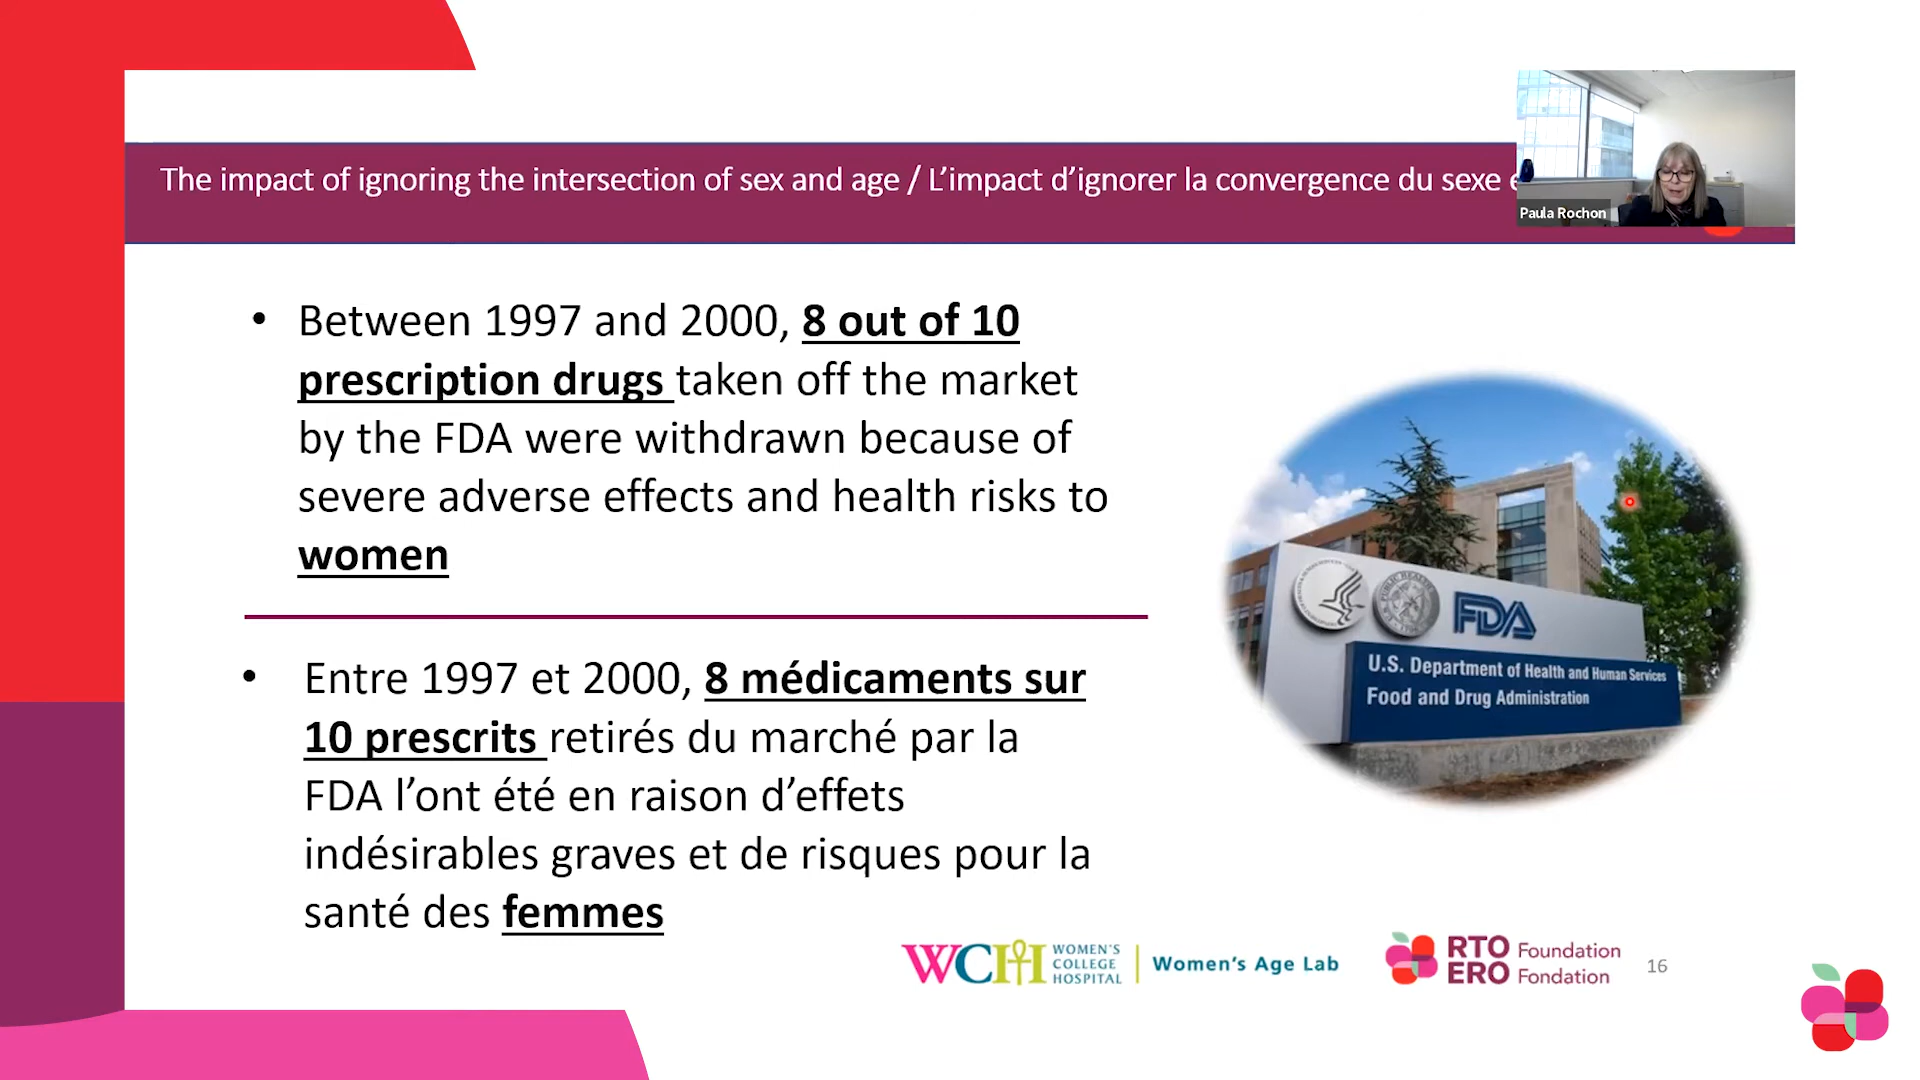 The impact of ignoring the intersection of sex and age / L’impact d’ignorer la convergence du sexe
Paula Rochon
• Between 1997 and 2000, 8 out of 10
prescription drugs taken off the market
by the FDA were withdrawn because of
severe adverse effects and health risks to
women
• Entre 1997 et 2000, 8 médicaments sur
10 prescrits retirés du marché par la
FDA l’ont été en raison d’effets
indésirables graves et de risques pour la
santé des femmes
FDA
U.S. Department of Health and Human Services
Food and Drug Administration
WCH WOMEN'S
COLLEGE
HOSPITAL
Women's Age Lab
RTO Foundation
ERO Fondation
16